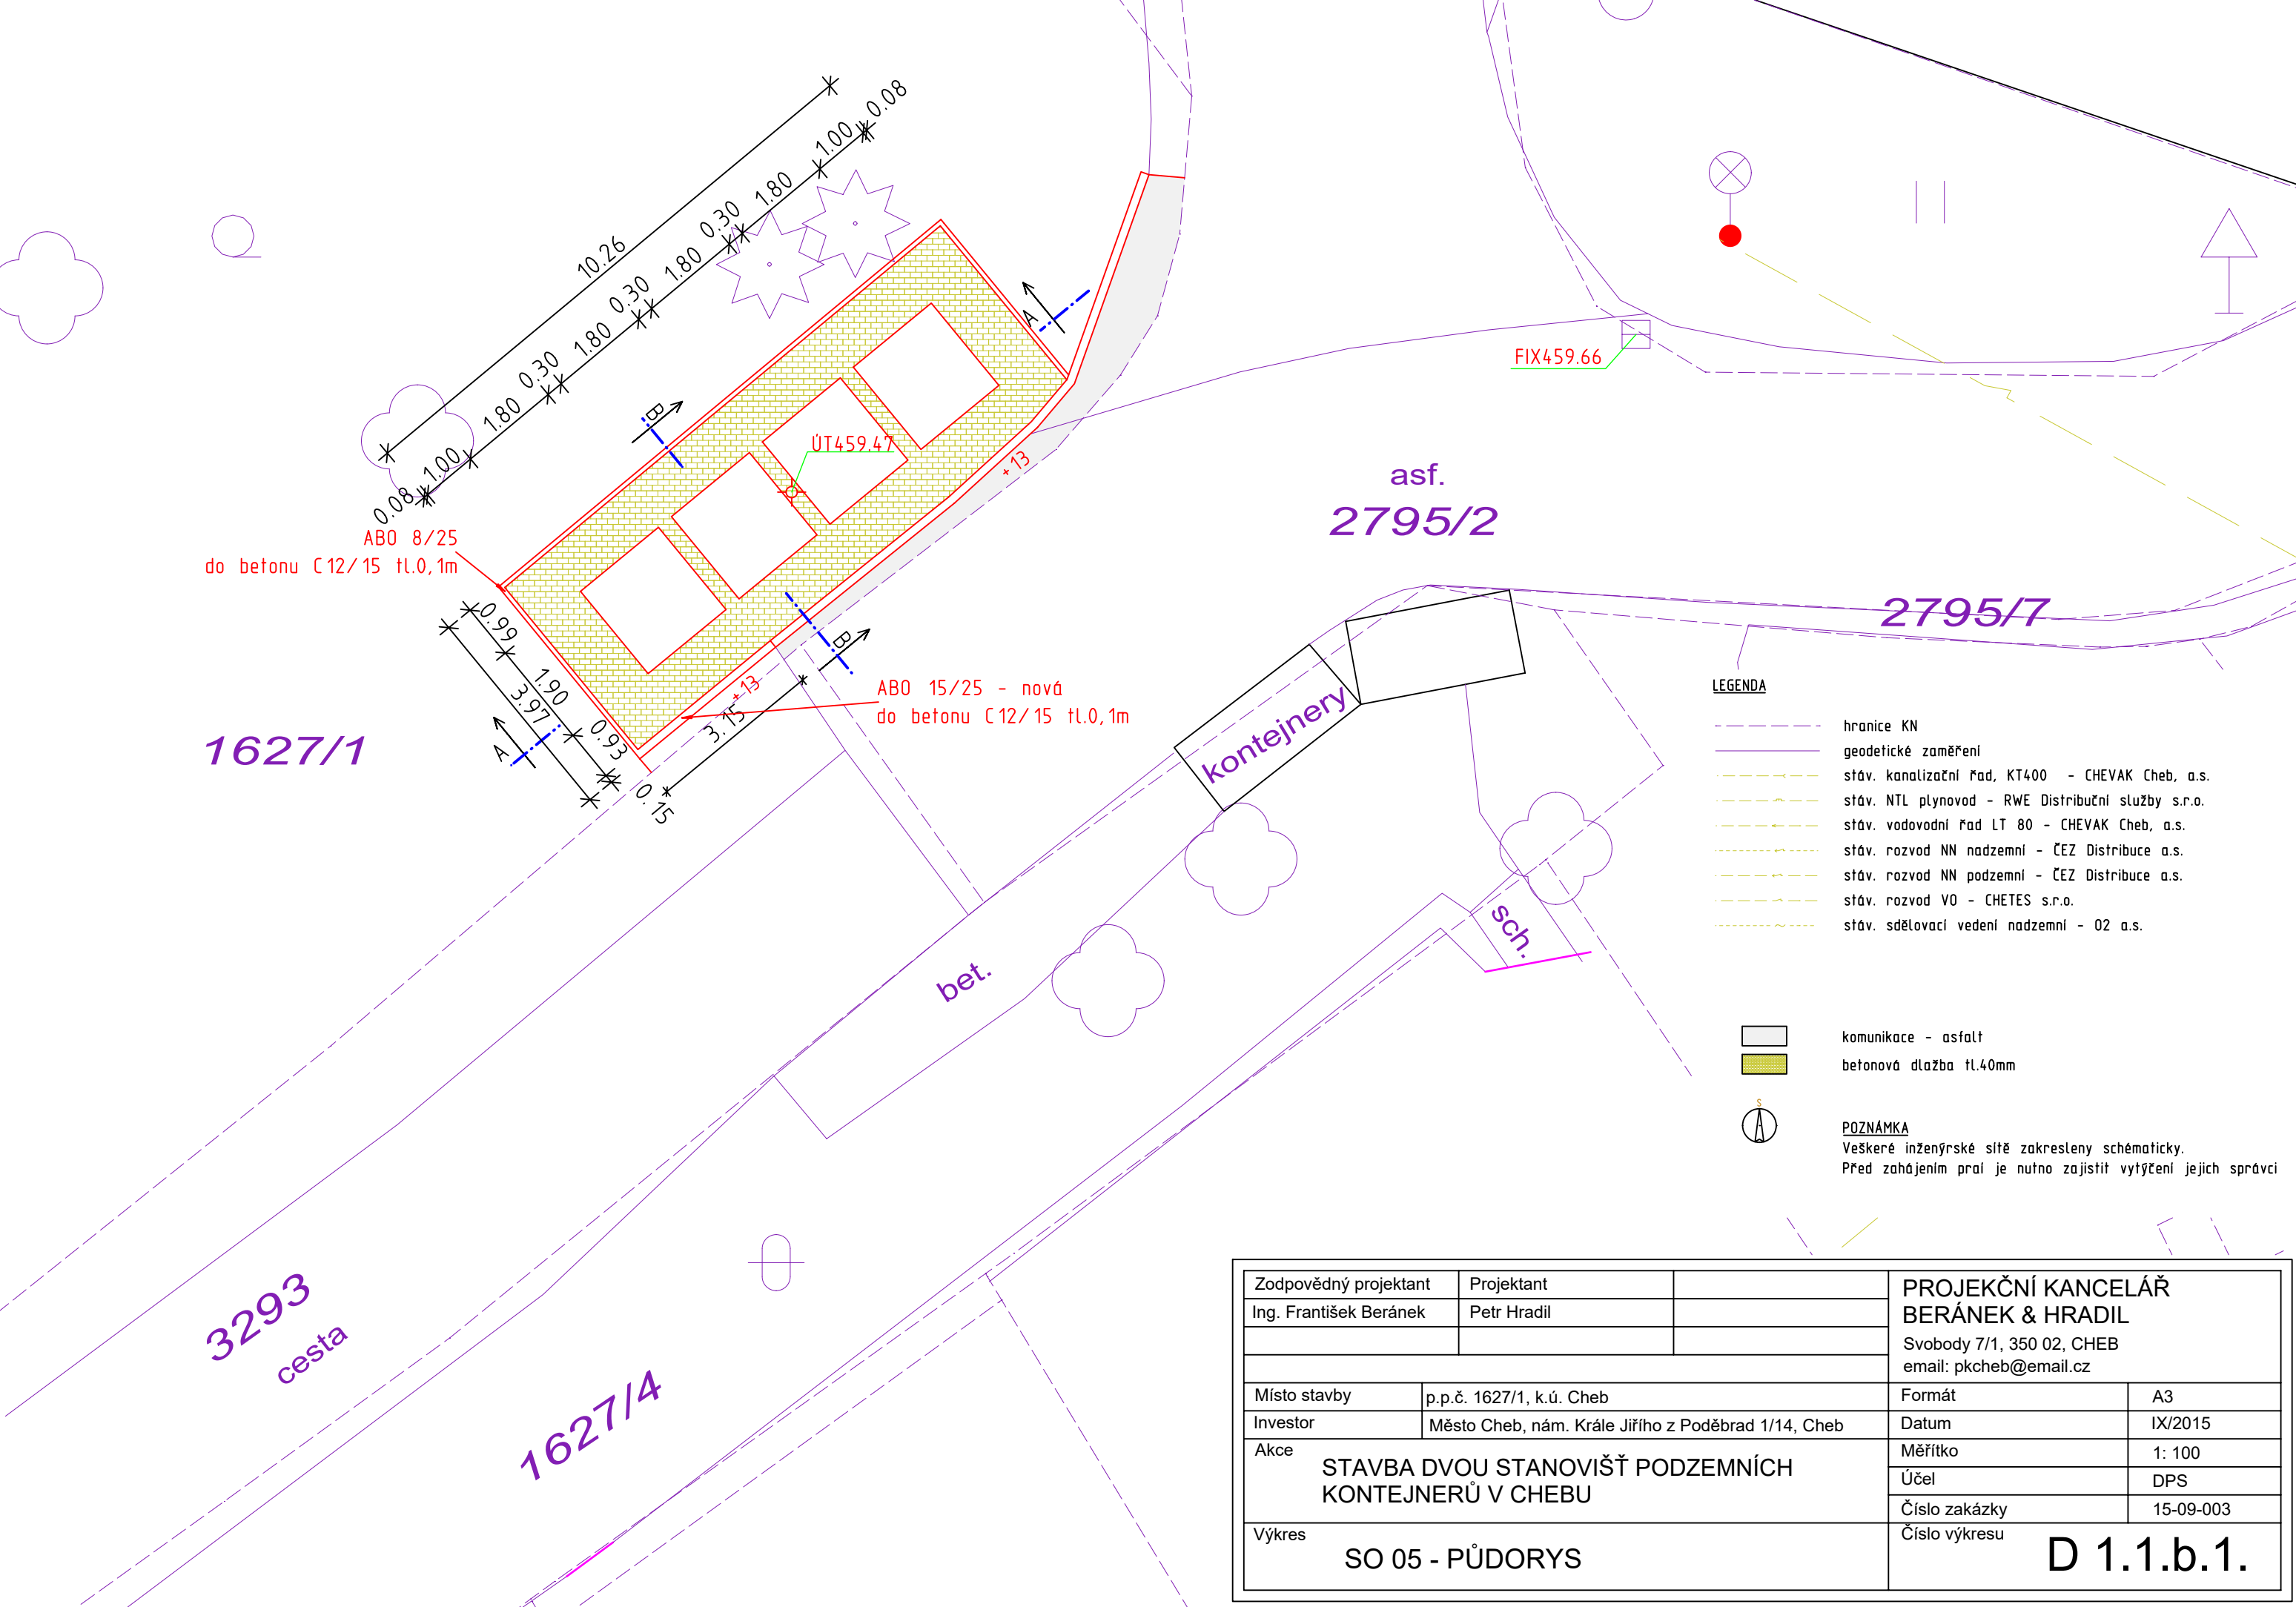 10.26
0.08
1.00
1.80
0.30
1.80
0.30
1.80
0.30
1.80
1.00
0.08
A
B
ÚT459.47
FIX459.66
+13
asf.
2795/2
2795/7
ABO 8/25
do betonu C12/15 tl.0,1m
0.99
1.90
3.97
0.93
0.15
A
B
+13
3.15
ABO 15/25 - nová
do betonu C12/15 tl.0,1m
1627/1
kontejnery
sch.
bet.
3293
cesta
1627/4
LEGENDA
hranice KN
geodetické zaměření
stáv. kanalizační řad, KT400 - CHEVAK Cheb, a.s.
stáv. NTL plynovod - RWE Distribuční služby s.r.o.
stáv. vodovodní řad LT 80 - CHEVAK Cheb, a.s.
stáv. rozvod NN nadzemní - ČEZ Distribuce a.s.
stáv. rozvod NN podzemní - ČEZ Distribuce a.s.
stáv. rozvod VO - CHETES s.r.o.
stáv. sdělovací vedení nadzemní - O2 a.s.
komunikace - asfalt
betonová dlažba tl.40mm
S
POZNÁMKA
Veškeré inženýrské sítě zakresleny schématicky.
Před zahájením praí je nutno zajistit vytýčení jejich správci
Zodpovědný projektant
Projektant
Ing. František Beránek
Petr Hradil
PROJEKČNÍ KANCELÁŘ
BERÁNEK & HRADIL
Svobody 7/1, 350 02, CHEB
email: pkcheb@email.cz
Místo stavby
p.p.č. 1627/1, k.ú. Cheb
Investor
Město Cheb, nám. Krále Jiřího z Poděbrad 1/14, Cheb
Akce
STAVBA DVOU STANOVIŠŤ PODZEMNÍCH
KONTEJNERŮ V CHEBU
Výkres
SO 05 - PŮDORYS
Formát
A3
Datum
IX/2015
Měřítko
1: 100
Účel
DPS
Číslo zakázky
15-09-003
Číslo výkresu
D 1.1.b.1.